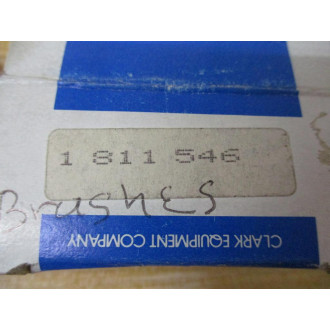 1 811 546
Brushes
CLARK EQUIPMENT COMPANY